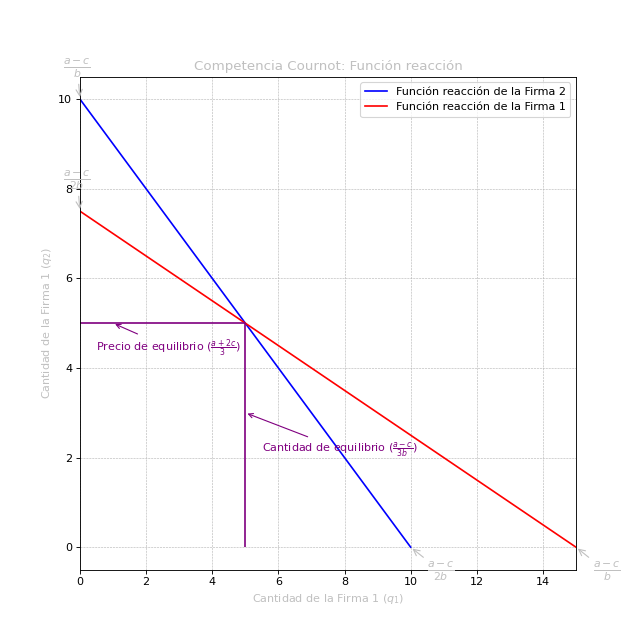 Competencia Cournot: Función reacción
Función reacción de la Firma 2
Función reacción de la Firma 1
a − c
b
a − c
2b
10
8
6
4
2
0
Cantidad de la Firma 1 (q₂)
Precio de equilibrio (a+2c/3)
Cantidad de equilibrio (a−c/3b)
a − c
2b
a − c
b
0 2 4 6 8 10 12 14
Cantidad de la Firma 1 (q₁)